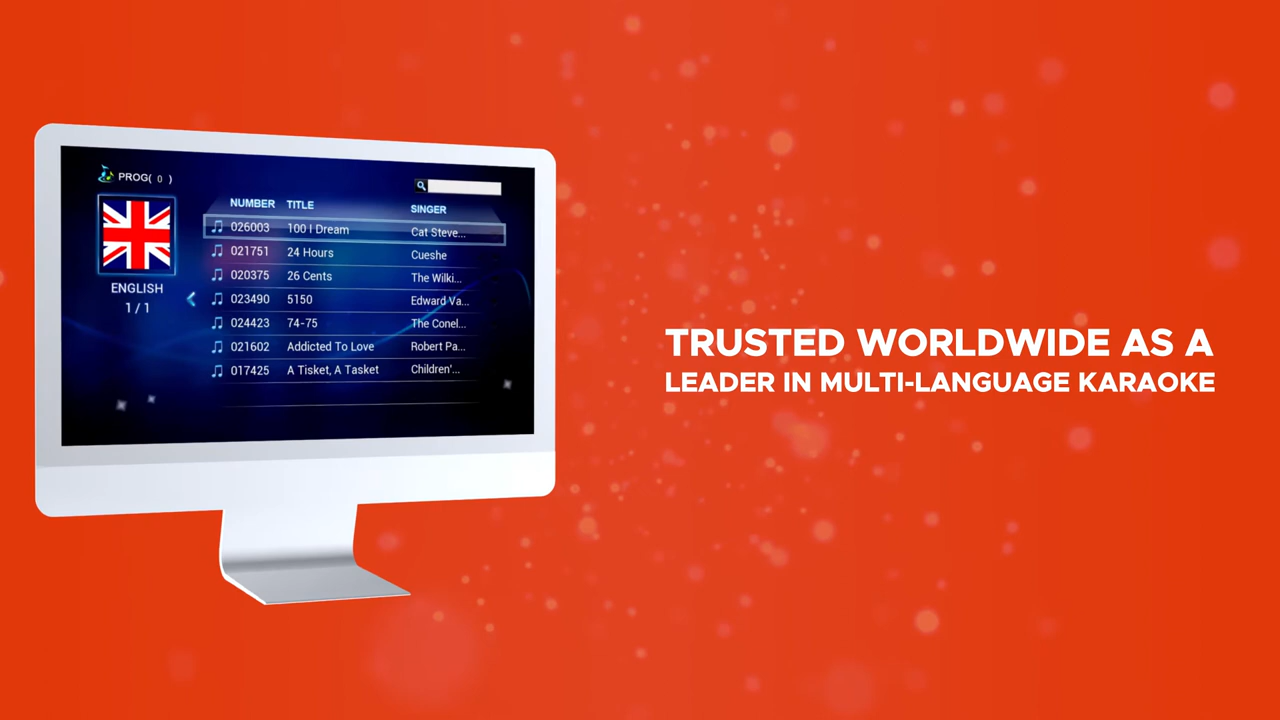 PROG( 0 )
ENGLISH
1 / 1
NUMBER TITLE SINGER
026003 100 I Dream Cat Steve...
021751 24 Hours Cueshe
020375 26 Cents The Wilki...
023490 5150 Edward Va...
024423 74-75 The Conel...
021602 Addicted To Love Robert Pa...
017425 A Tisket, A Tasket Children'...
TRUSTED WORLDWIDE AS A
LEADER IN MULTI-LANGUAGE KARAOKE